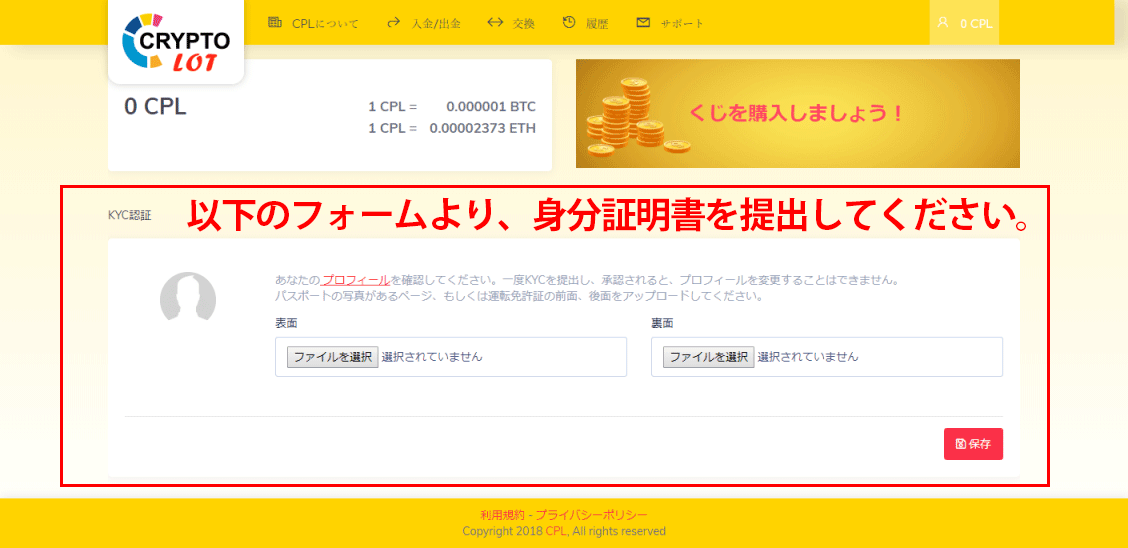 CRYPTO
LOT
CPLについて
入金/出金
交換
履歴
サポート
0 CPL
0 CPL
1 CPL = 0.000001 BTC
1 CPL = 0.00002373 ETH
くじを購入しましょう！
KYC認証
以下のフォームより、身分証明書を提出してください。
あなたの プロフィールを確認してください。一度KYCを提出し、承認されると、プロフィールを変更することはできません。
パスポートの写真があるページ、もしくは運転免許証の前面、後面をアップロードしてください。
表面
裏面
ファイルを選択 選択されていません
ファイルを選択 選択されていません
保存
利用規約 - プライバシーポリシー
Copyright 2018 CPL, All rights reserved